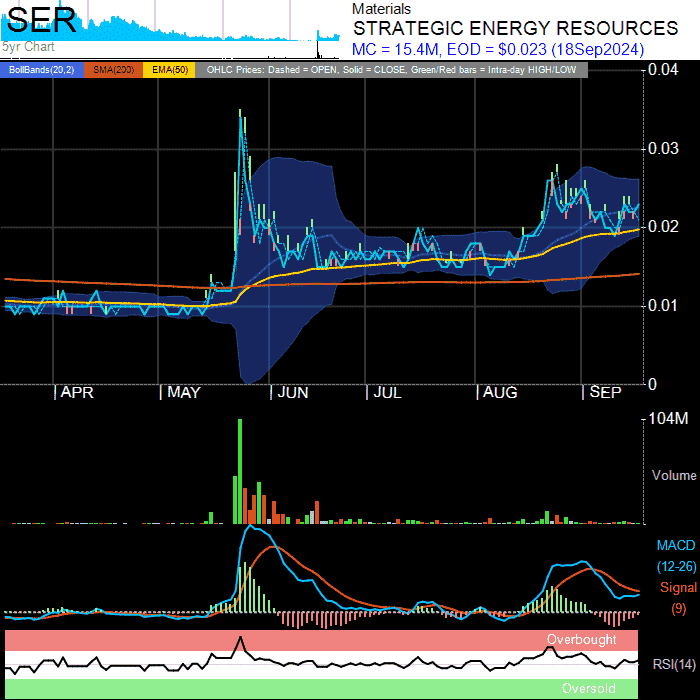 SER
5yr Chart
Materials
STRATEGIC ENERGY RESOURCES
MC = 15.4M, EOD = $0.023 (18Sep2024)
BollBands(20,2) SMA(200) EMA(50) OHLC Prices: Dashed = OPEN, Solid = CLOSE, Green/Red bars = Intra-day HIGH/LOW
0.04
0.03
0.02
0.01
0
APR MAY JUN JUL AUG SEP
104M
Volume
MACD
(12-26)
Signal
(9)
Overbought
RSI(14)
Oversold